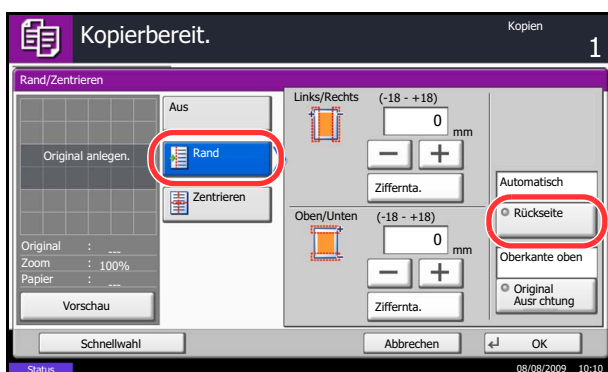 Kopierbereit.
Kopien
1
Rand/Zentrieren
Original anlegen.
Original : ---
Zoom : 100%
Papier : ---
Vorschau
Aus
Rand
Zentrieren
Links/Rechts (-18 - +18)
0 mm
Ziffernta.
Oben/Unten (-18 - +18)
0 mm
Ziffernta.
Automatisch
Rückseite
Oberkante oben
Original
Ausr chtung
Schnellwahl
Abbrechen
OK
Status
08/08/2009 10:10